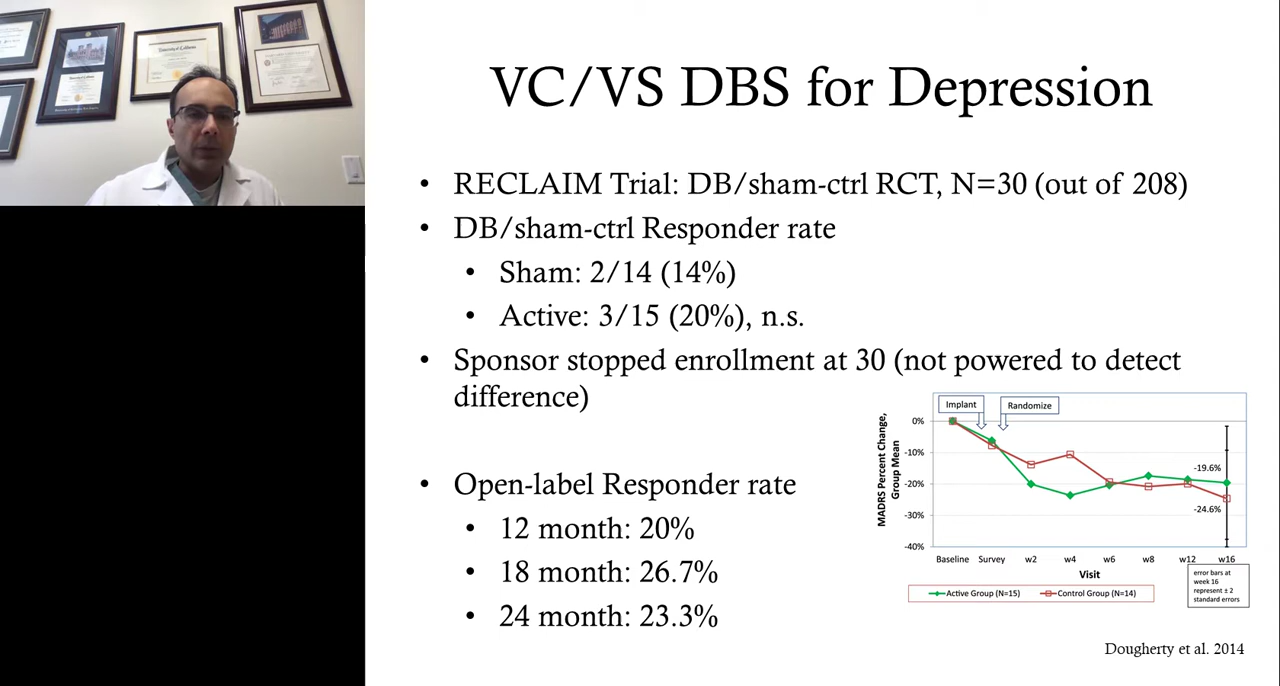 University of California
VC/VS DBS for Depression
• RECLAIM Trial: DB/sham-ctrl RCT, N=30 (out of 208)
• DB/sham-ctrl Responder rate
• Sham: 2/14 (14%)
• Active: 3/15 (20%), n.s.
• Sponsor stopped enrollment at 30 (not powered to detect
difference)
• Open-label Responder rate
• 12 month: 20%
• 18 month: 26.7%
• 24 month: 23.3%
Implant
Randomize
MADRS Percent Change,
Group Mean
0%
-10%
-20%
-30%
-40%
-19.6%
-24.6%
Baseline Survey w2 w4 w6 w8 w12 w16
Visit
Active Group (N=15) Control Group (N=14)
error bars at
week 16
represent ± 2
standard errors
Dougherty et al. 2014